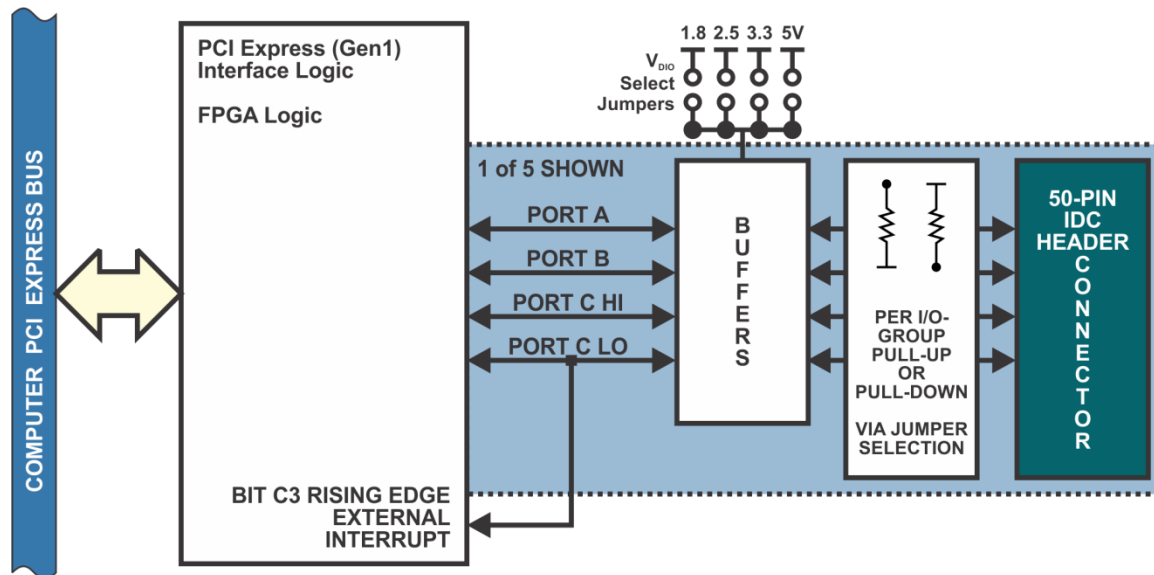 COMPUTER PCI EXPRESS BUS
PCI Express (Gen1)
Interface Logic
FPGA Logic
BIT C3 RISING EDGE
EXTERNAL
INTERRUPT
1.8 2.5 3.3 5V
VDIO
Select
Jumpers
1 of 5 SHOWN
PORT A
PORT B
PORT C HI
PORT C LO
BUFFERS
PER I/O-
GROUP
PULL-UP
OR
PULL-DOWN
VIA JUMPER
SELECTION
50-PIN
IDC
HEADER
CONNECTOR